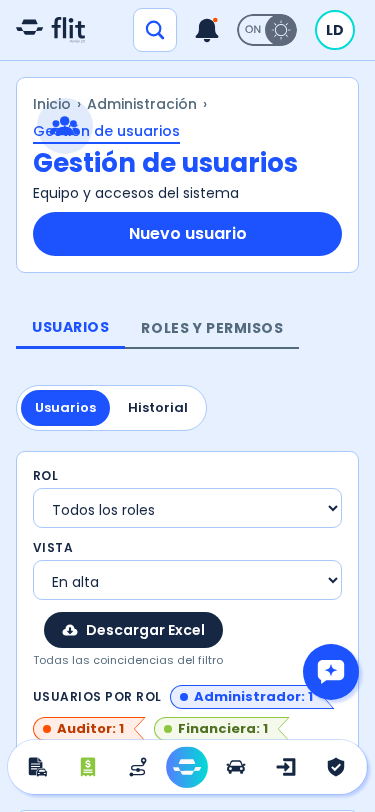 flit
ON
LD
Inicio › Administración ›
Gestión de usuarios
Gestión de usuarios
Equipo y accesos del sistema
Nuevo usuario
USUARIOS
ROLES Y PERMISOS
Usuarios
Historial
ROL
Todos los roles
VISTA
En alta
Descargar Excel
Todas las coincidencias del filtro
USUARIOS POR ROL
Administrador: 1
Auditor: 1
Financiera: 1